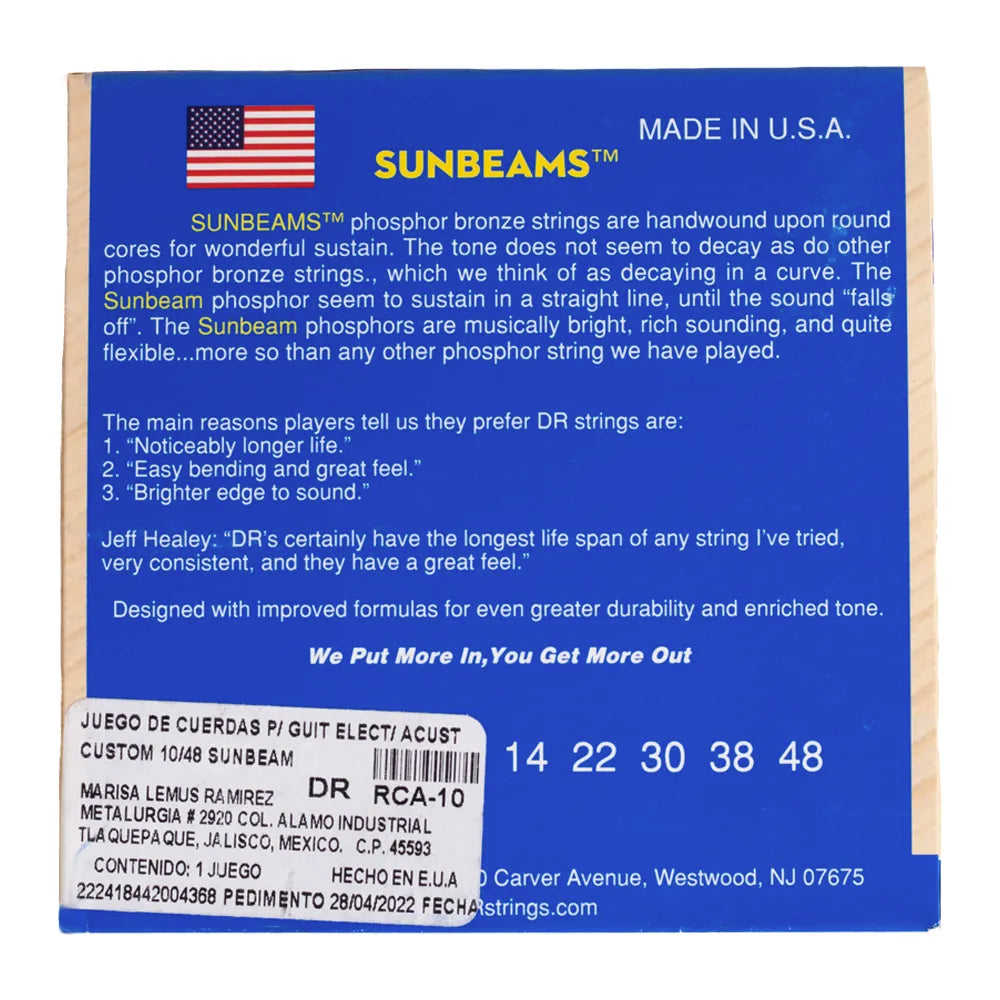 MADE IN U.S.A.
SUNBEAMS™
SUNBEAMS™ phosphor bronze strings are handwound upon round
cores for wonderful sustain. The tone does not seem to decay as do other
phosphor bronze strings., which we think of as decaying in a curve. The
Sunbeam phosphor seem to sustain in a straight line, until the sound “falls
off”. The Sunbeam phosphors are musically bright, rich sounding, and quite
flexible...more so than any other phosphor string we have played.
The main reasons players tell us they prefer DR strings are:
1. “Noticeably longer life.”
2. “Easy bending and great feel.”
3. “Brighter edge to sound.”
Jeff Healey: “DR’s certainly have the longest life span of any string I’ve tried,
very consistent, and they have a great feel.”
Designed with improved formulas for even greater durability and enriched tone.
We Put More In,You Get More Out
14 22 30 38 48
JUEGO DE CUERDAS P/ GUIT ELECT/ ACUST
CUSTOM 10/48 SUNBEAM
DR RCA-10
MARISA LEMUS RAMIREZ
METALURGIA # 2920 COL. ALAMO INDUSTRIAL
TLAQUEPAQUE, JALISCO, MEXICO. C.P. 45593
CONTENIDO: 1 JUEGO HECHO EN E.U.A
222418442004368 PEDIMENTO 28/04/2022 FECHA
0 Carver Avenue, Westwood, NJ 07675
Rstrings.com